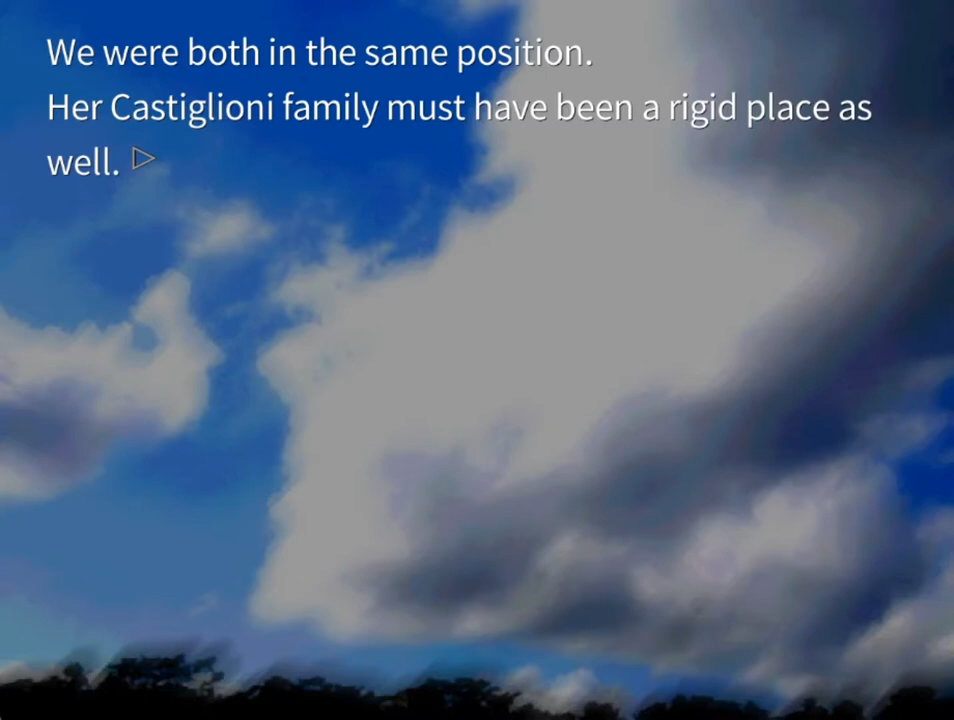 We were both in the same position.
Her Castiglioni family must have been a rigid place as
well.